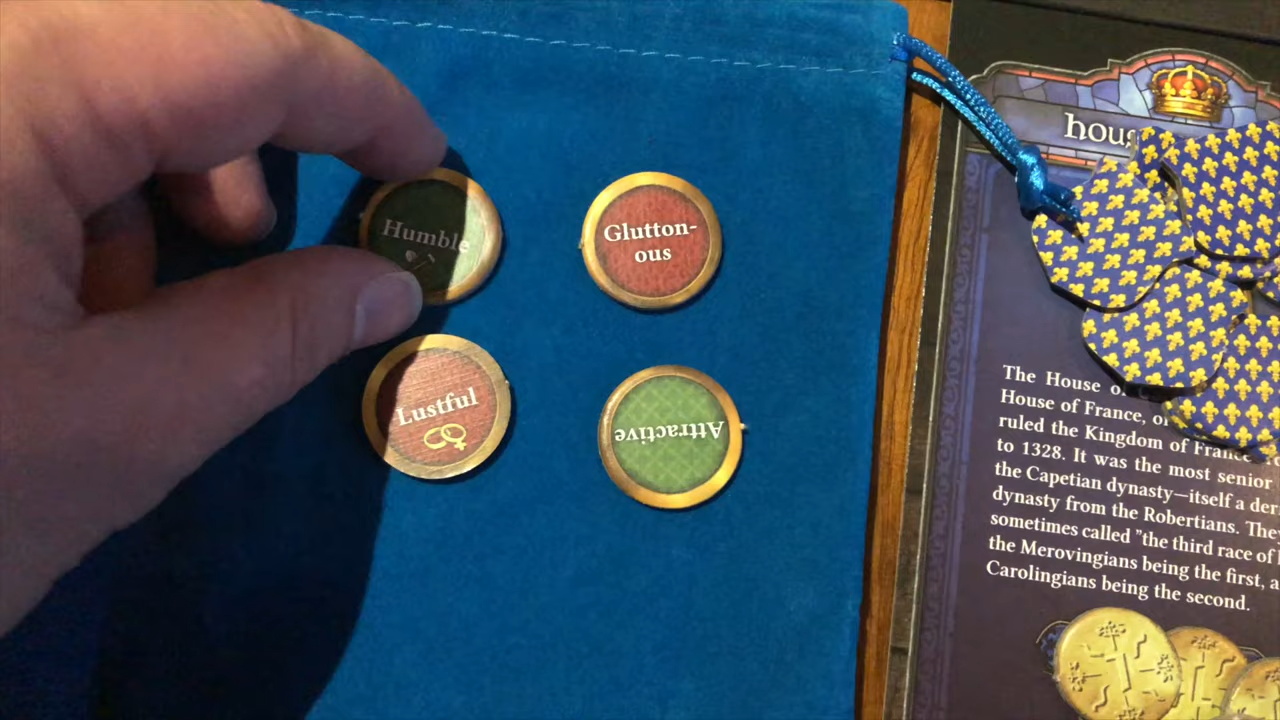 Humble
Glutton-
ous
Lustful
Attractive
hous
The House o
House of France, o
ruled the Kingdom of France
to 1328. It was the most senior
the Capetian dynasty—itself a der
dynasty from the Robertians. They
sometimes called "the third race of
the Merovingians being the first, a
Carolingians being the second.